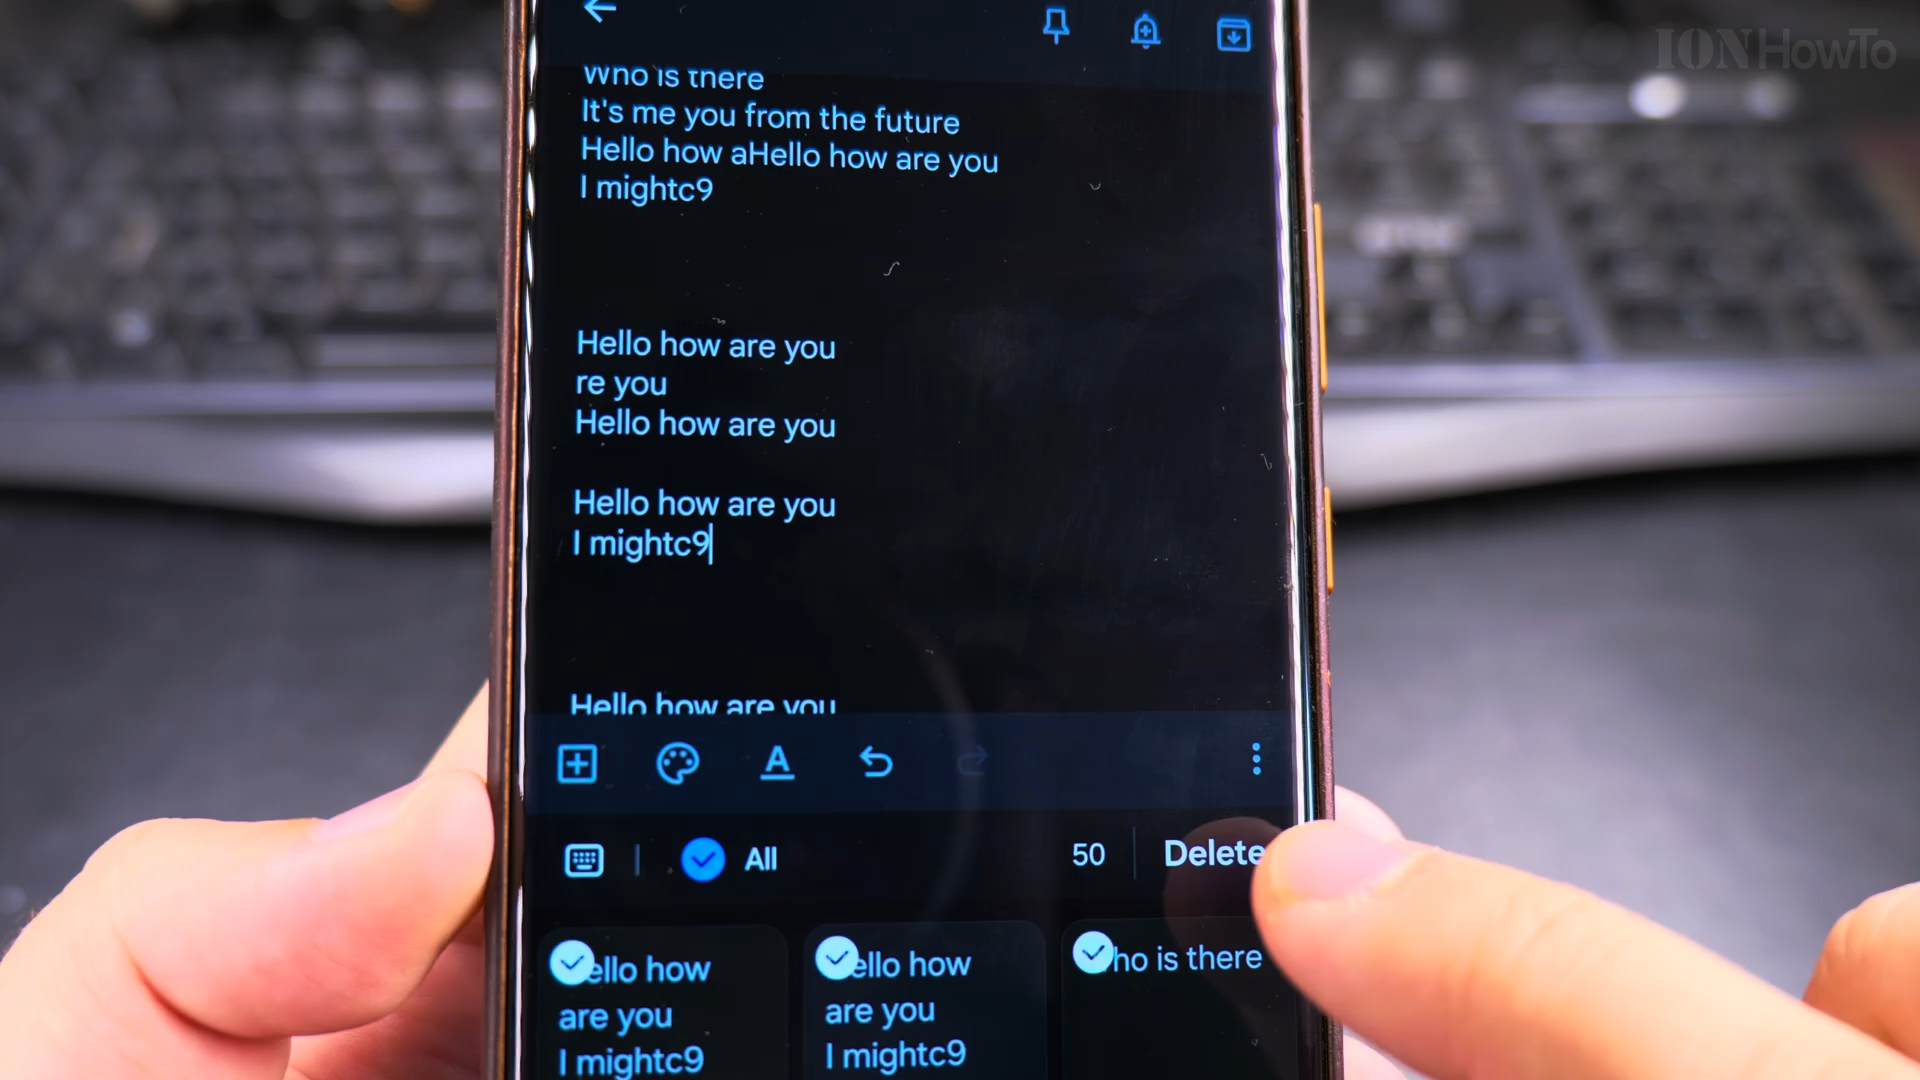 IONHowTo
Who is there
It's me you from the future
Hello how aHello how are you
I mightc9
Hello how are you
re you
Hello how are you
Hello how are you
I mightc9
Hello how are you
All
50
Delete
ello how
are you
I mightc9
ello how
are you
I mightc9
ho is there